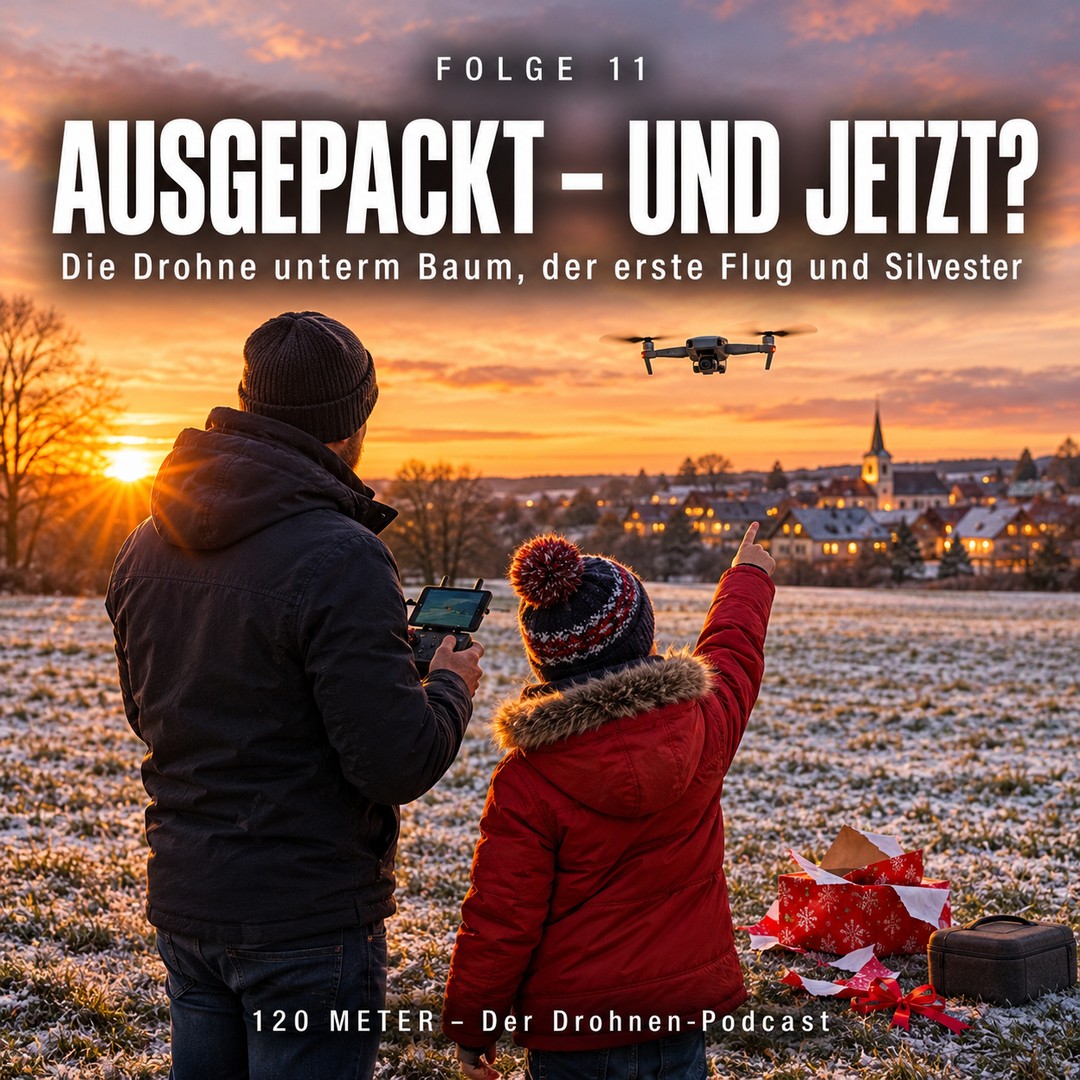 FOLGE 11
AUSGEPACKT – UND JETZT?
Die Drohne unterm Baum, der erste Flug und Silvester
120 METER – Der Drohnen-Podcast